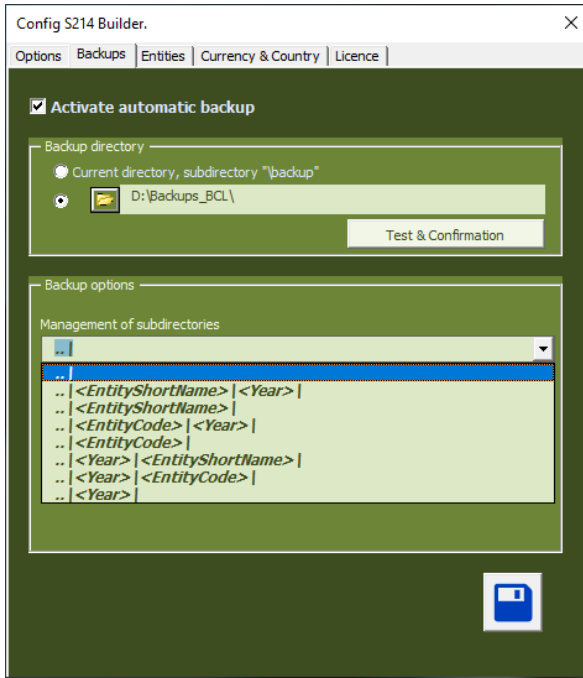 Config S214 Builder.
Options Backups Entities Currency & Country Licence
Activate automatic backup
Backup directory
Current directory, subdirectory "\backup"
D:\Backups_BCL\
Test & Confirmation
Backup options
Management of subdirectories
..|
..|
..|<EntityShortName>|<Year>|
..|<EntityShortName>|
..|<EntityCode>|<Year>|
..|<EntityCode>|
..|<Year>|<EntityShortName>|
..|<Year>|<EntityCode>|
..|<Year>|